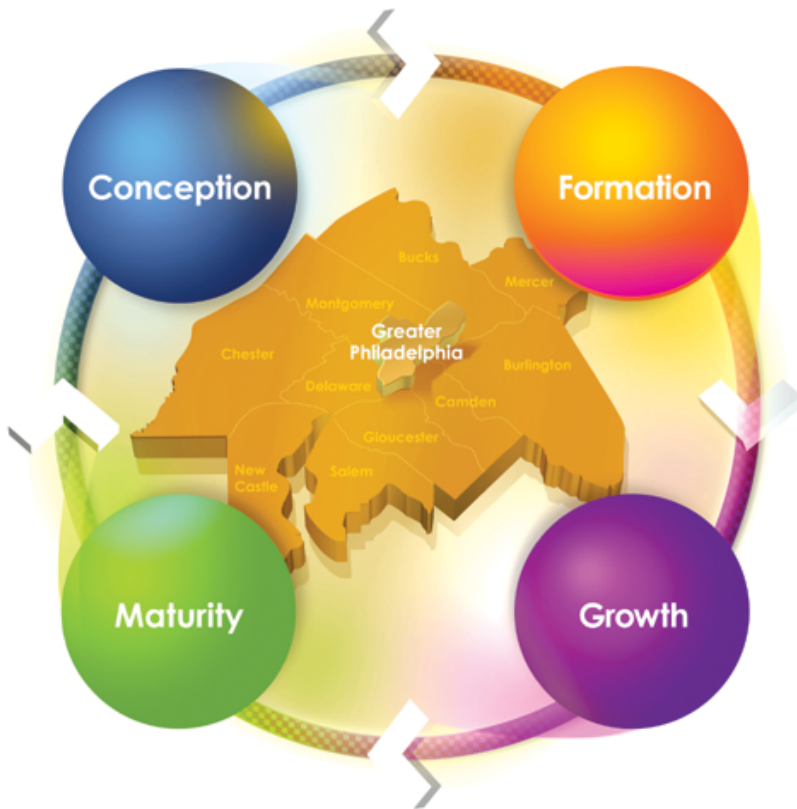 Conception
Formation
Bucks
Mercer
Montgomery
Greater
Philadelphia
Chester
Burlington
Delaware
Camden
Gloucester
New
Castle
Salem
Maturity
Growth